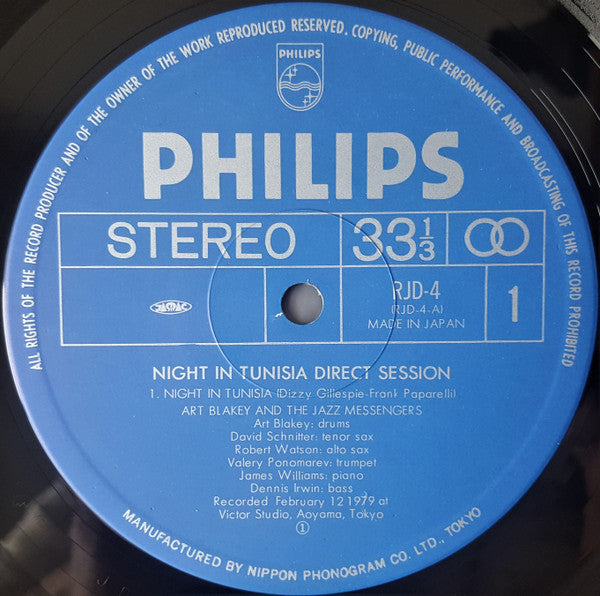 ALL RIGHTS OF THE RECORD PRODUCER AND OF THE OWNER OF THE WORK REPRODUCED RESERVED. COPYING, PUBLIC PERFORMANCE AND BROADCASTING OF THIS RECORD PROHIBITED
PHILIPS
PHILIPS
STEREO 33⅓
JASRAC
RJD-4
(RJD-4-A)
MADE IN JAPAN
1
NIGHT IN TUNISIA DIRECT SESSION
1. NIGHT IN TUNISIA (Dizzy Gillespie-Frank Paparelli)
ART BLAKEY AND THE JAZZ MESSENGERS
Art Blakey: drums
David Schnitter: tenor sax
Robert Watson: alto sax
Valery Ponomarev: trumpet
James Williams: piano
Dennis Irwin: bass
Recorded February 12 1979 at
Victor Studio, Aoyama, Tokyo
①
MANUFACTURED BY NIPPON PHONOGRAM CO. LTD., TOKYO